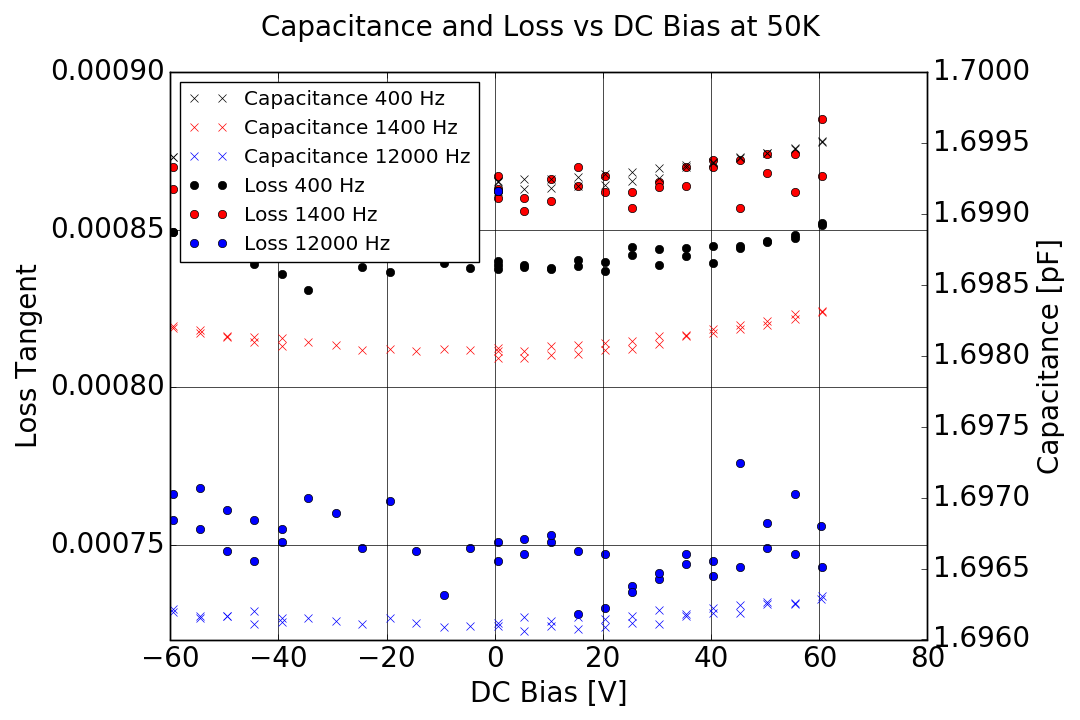 Capacitance and Loss vs DC Bias at 50K
0.00090
0.00085
0.00080
0.00075
Loss Tangent
Capacitance 400 Hz
Capacitance 1400 Hz
Capacitance 12000 Hz
Loss 400 Hz
Loss 1400 Hz
Loss 12000 Hz
1.7000
1.6995
1.6990
1.6985
1.6980
1.6975
1.6970
1.6965
1.6960
Capacitance [pF]
−60 −40 −20 0 20 40 60 80
DC Bias [V]